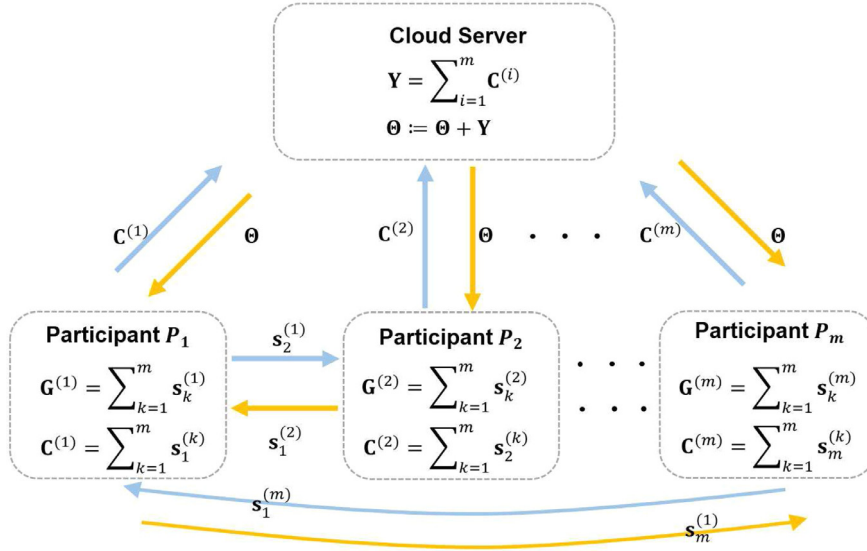 Cloud Server
𝐘 = ∑_{i=1}^{m} 𝐂^{(i)}
𝚯 := 𝚯 + 𝐘
𝐂^{(1)}
𝚯
𝐂^{(2)}
𝚯
. . .
𝐂^{(m)}
𝚯
Participant P_1
𝐆^{(1)} = ∑_{k=1}^{m} 𝐬_k^{(1)}
𝐂^{(1)} = ∑_{k=1}^{m} 𝐬_1^{(k)}
𝐬_2^{(1)}
𝐬_1^{(2)}
Participant P_2
𝐆^{(2)} = ∑_{k=1}^{m} 𝐬_k^{(2)}
𝐂^{(2)} = ∑_{k=1}^{m} 𝐬_2^{(k)}
. . .
. . .
Participant P_m
𝐆^{(m)} = ∑_{k=1}^{m} 𝐬_k^{(m)}
𝐂^{(m)} = ∑_{k=1}^{m} 𝐬_m^{(k)}
𝐬_1^{(m)}
𝐬_m^{(1)}